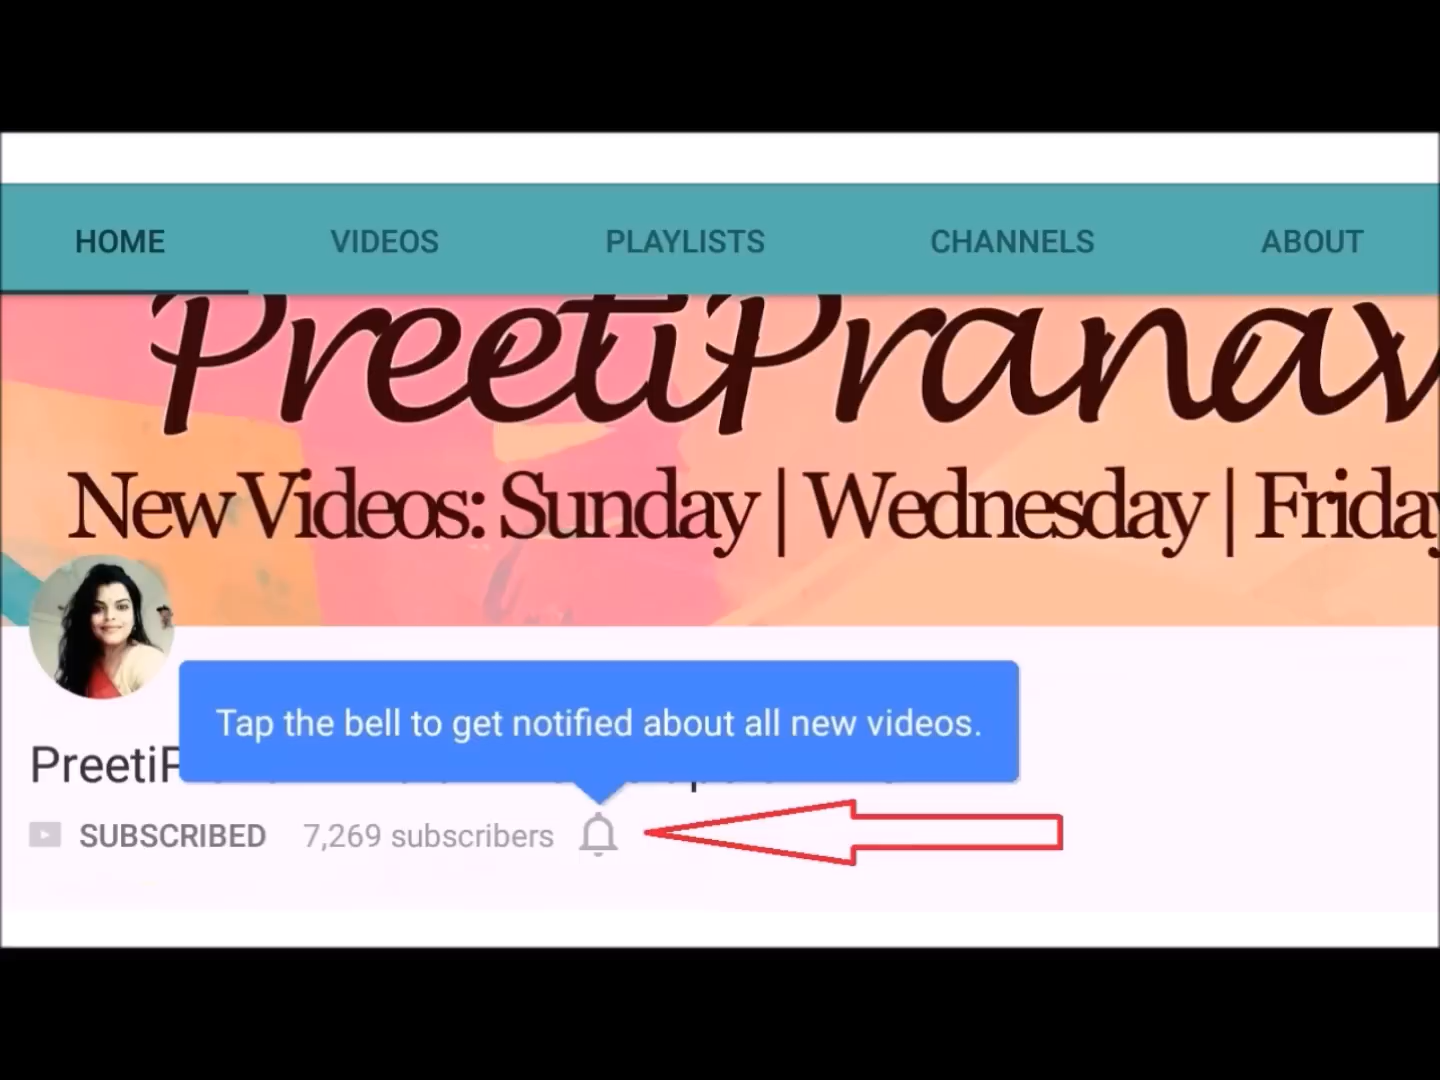 HOME VIDEOS PLAYLISTS CHANNELS ABOUT
PreetiPranav
New Videos: Sunday | Wednesday | Friday
Tap the bell to get notified about all new videos.
SUBSCRIBED 7,269 subscribers